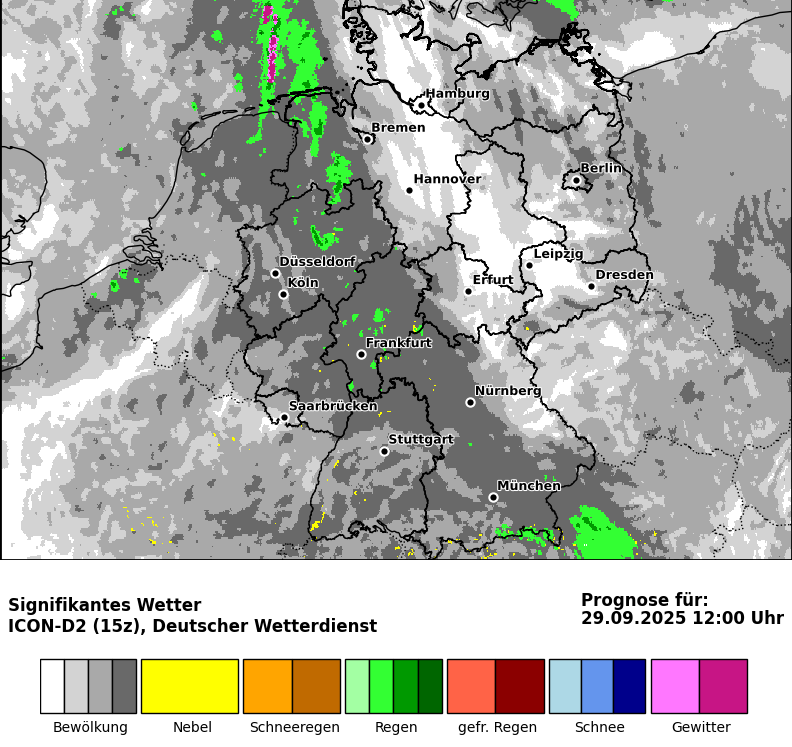 Hamburg
Bremen
Berlin
Hannover
Leipzig
Düsseldorf
Dresden
Köln
Erfurt
Frankfurt
Nürnberg
Saarbrücken
Stuttgart
München
Signifikantes Wetter
ICON-D2 (15z), Deutscher Wetterdienst
Prognose für:
29.09.2025 12:00 Uhr
Bewölkung Nebel Schneeregen Regen gefr. Regen Schnee Gewitter